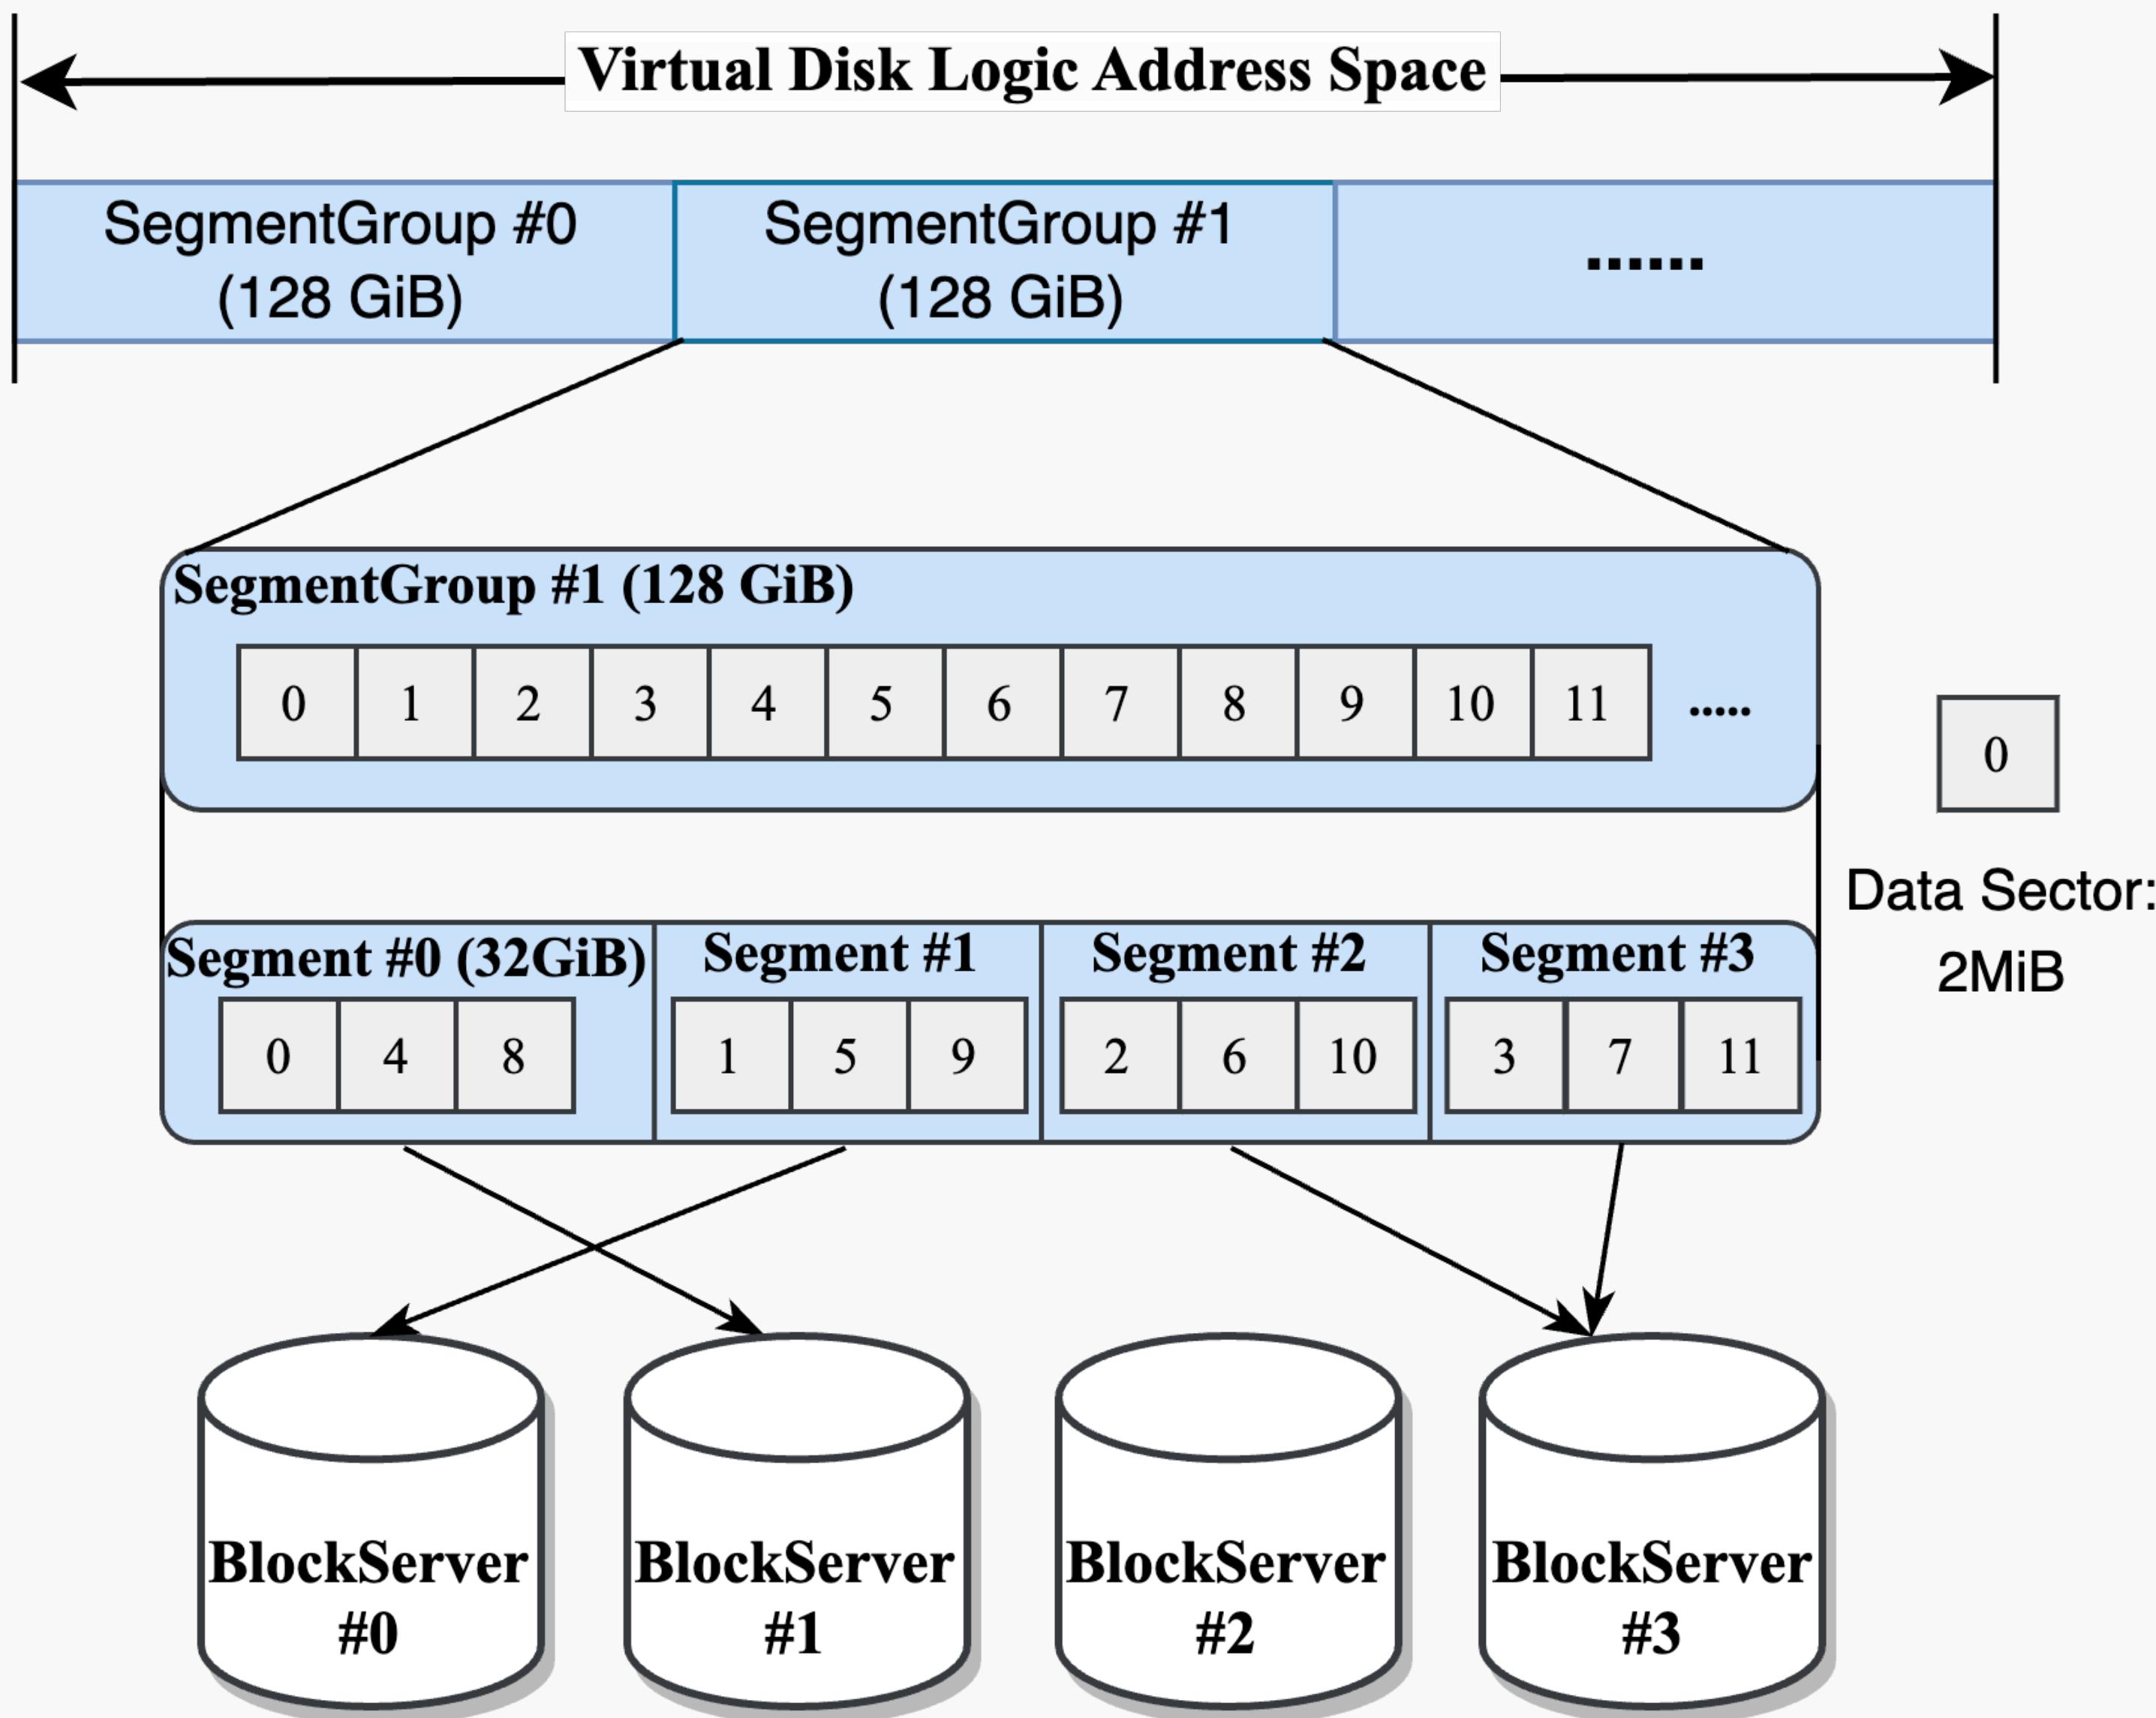 Virtual Disk Logic Address Space
SegmentGroup #0
(128 GiB)
SegmentGroup #1
(128 GiB)
......
SegmentGroup #1 (128 GiB)
0 1 2 3 4 5 6 7 8 9 10 11 .....
0
Data Sector:
2MiB
Segment #0 (32GiB)
0 4 8
Segment #1
1 5 9
Segment #2
2 6 10
Segment #3
3 7 11
BlockServer
#0
BlockServer
#1
BlockServer
#2
BlockServer
#3